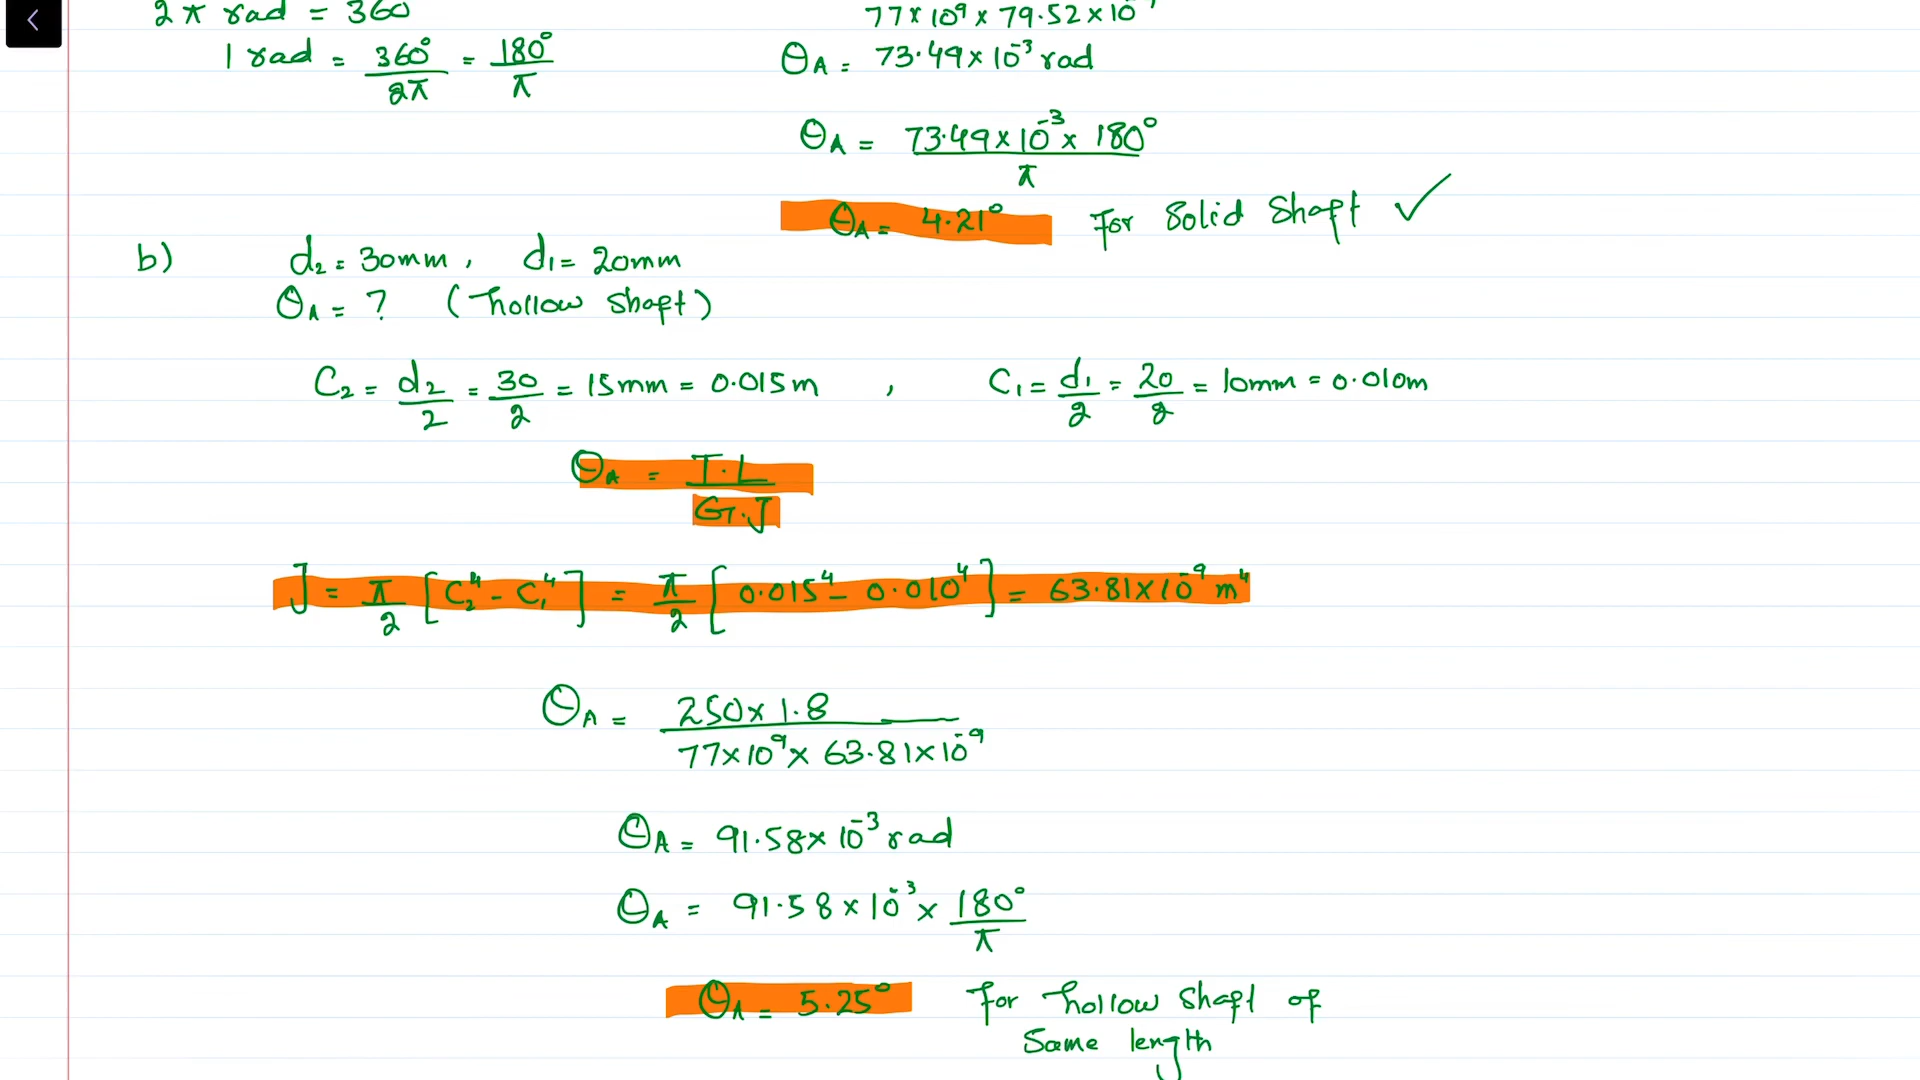 2π rad = 360
1 rad = 360°/2π = 180°/π
77×10⁹ × 79.52×10⁻⁹
θA = 73.49×10⁻³ rad
θA = 73.49×10⁻³ × 180°/π
θA = 4.21° For Solid Shaft ✓
b) d₂ = 30mm, d₁ = 20mm
θA = ? (hollow shaft)
C₂ = d₂/2 = 30/2 = 15mm = 0.015m , C₁ = d₁/2 = 20/2 = 10mm = 0.010m
θA = T.L/G.J
J = π/2 [C₂⁴ - C₁⁴] = π/2 [0.015⁴ - 0.010⁴] = 63.81×10⁻⁹ m⁴
θA = 250×1.8/77×10⁹×63.81×10⁻⁹
θA = 91.58×10⁻³ rad
θA = 91.58×10⁻³ × 180°/π
θA = 5.25° For hollow shaft of
Same length